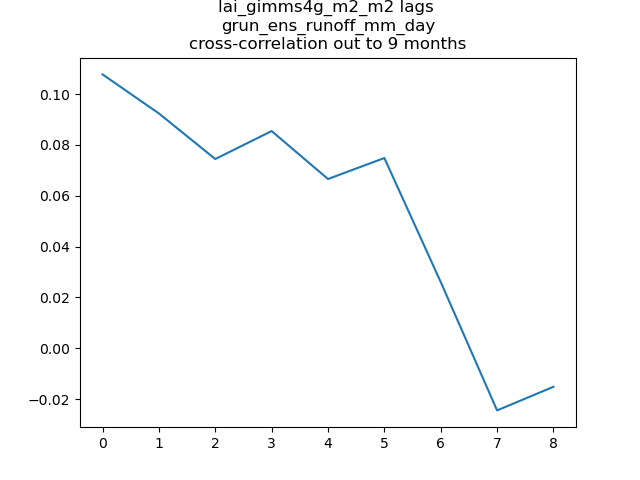 lai_gimms4g_m2_m2 lags
grun_ens_runoff_mm_day
cross-correlation out to 9 months
0.10
0.08
0.06
0.04
0.02
0.00
−0.02
0 1 2 3 4 5 6 7 8